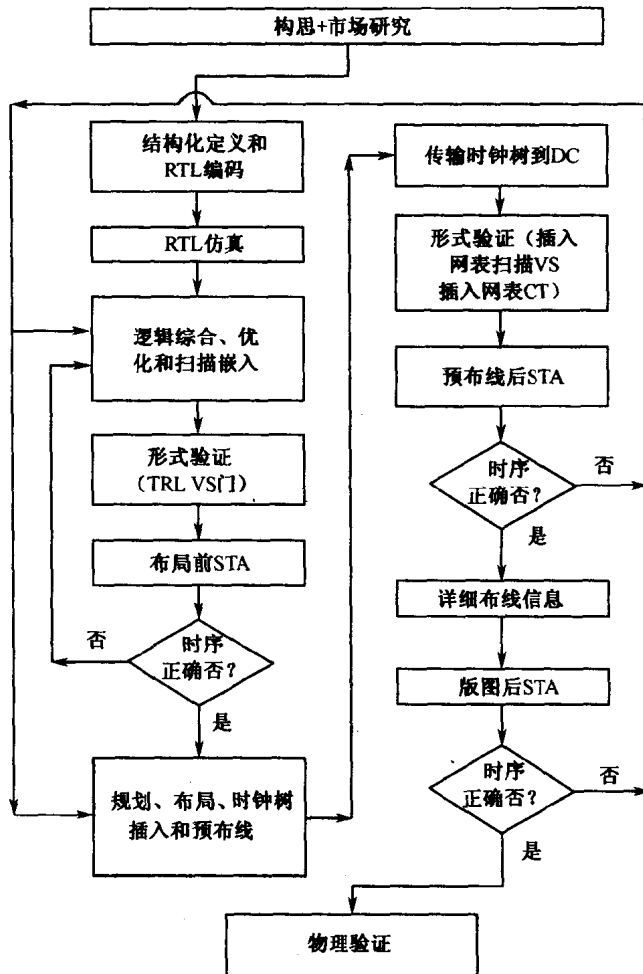 构思+市场研究
结构化定义和
RTL编码
RTL仿真
逻辑综合、优
化和扫描嵌入
形式验证
（TRL VS门）
布局前STA
否
时序
正确否？
是
规划、布局、时钟树
插入和预布线
传输时钟树到DC
形式验证（插入
网表扫描VS
插入网表CT）
预布线后STA
时序
正确否？
否
是
详细布线信息
版图后STA
时序
正确否？
否
是
物理验证